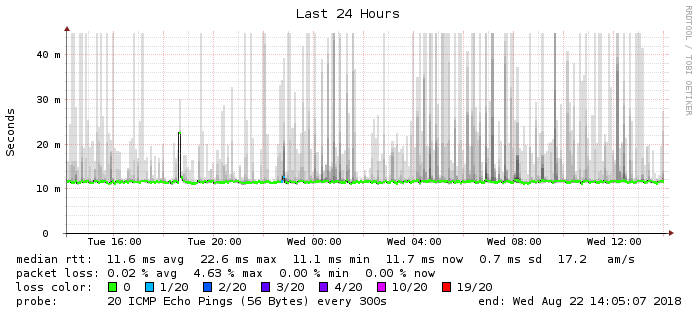 Last 24 Hours
RRDTOOL / TOBI OETIKER
Seconds
40 m
30 m
20 m
10 m
0
Tue 16:00 Tue 20:00 Wed 00:00 Wed 04:00 Wed 08:00 Wed 12:00
median rtt: 11.6 ms avg 22.6 ms max 11.1 ms min 11.7 ms now 0.7 ms sd 17.2 am/s
packet loss: 0.02 % avg 4.63 % max 0.00 % min 0.00 % now
loss color: 0 1/20 2/20 3/20 4/20 10/20 19/20
probe: 20 ICMP Echo Pings (56 Bytes) every 300s end: Wed Aug 22 14:05:07 2018